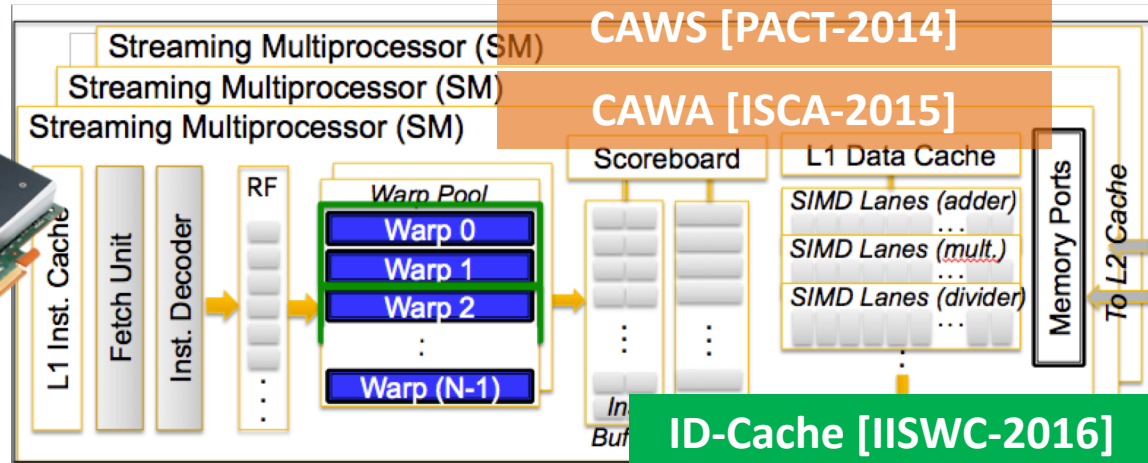 CAWS [PACT-2014]
Streaming Multiprocessor (SM)
Streaming Multiprocessor (SM)
CAWA [ISCA-2015]
Streaming Multiprocessor (SM)
L1 Inst. Cache
Fetch Unit
Inst. Decoder
RF
Warp Pool
Warp 0
Warp 1
Warp 2
Warp (N-1)
Scoreboard
L1 Data Cache
SIMD Lanes (adder)
SIMD Lanes (mult.)
SIMD Lanes (divider)
Memory Ports
To L2 Cache
ID-Cache [IISWC-2016]